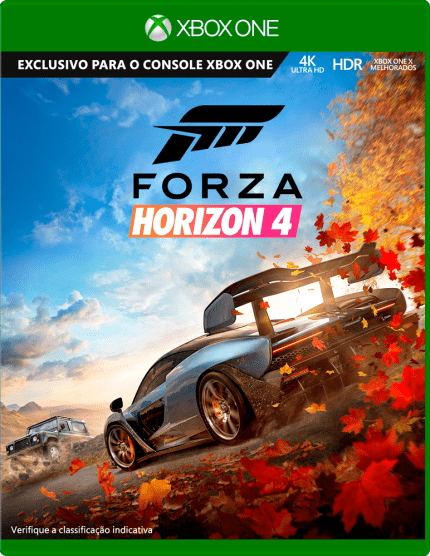 XBOX ONE
EXCLUSIVO PARA O CONSOLE XBOX ONE
4K
ULTRA HD
HDR
XBOX ONE X
MELHORADOS
FORZA
HORIZON 4
Verifique a classificação indicativa